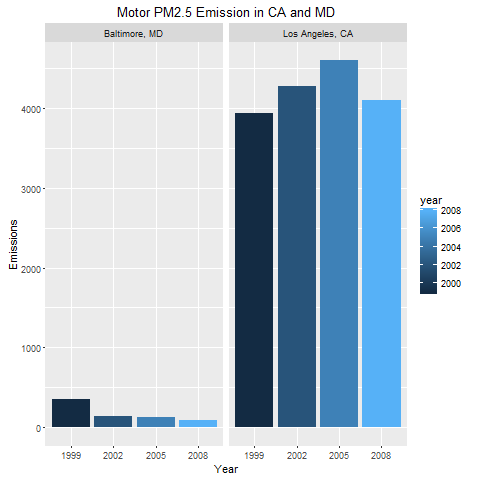 Motor PM2.5 Emission in CA and MD
Baltimore, MD
Los Angeles, CA
Emissions
4000
3000
2000
1000
0
1999 2002 2005 2008
1999 2002 2005 2008
Year
year
2008
2006
2004
2002
2000